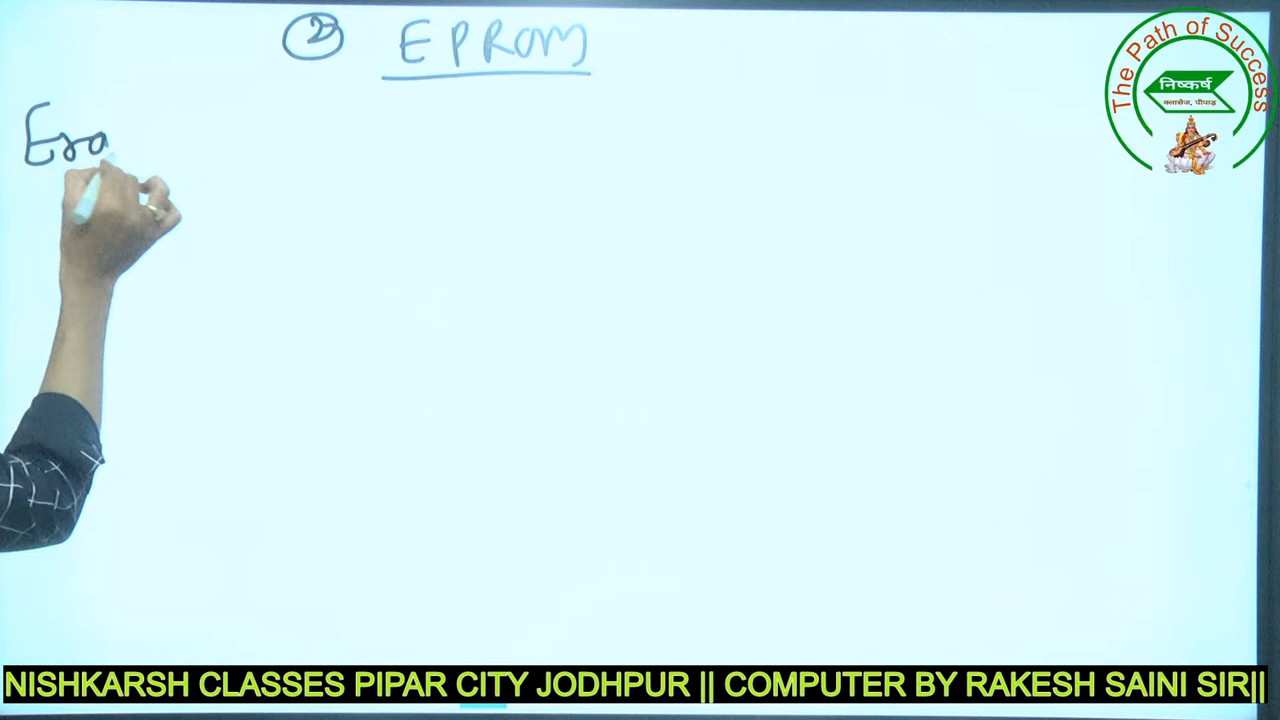 ② EPROM
Era
The Path of Success
निष्कर्ष
क्लासेज, पीपाड़
NISHKARSH CLASSES PIPAR CITY JODHPUR || COMPUTER BY RAKESH SAINI SIR||